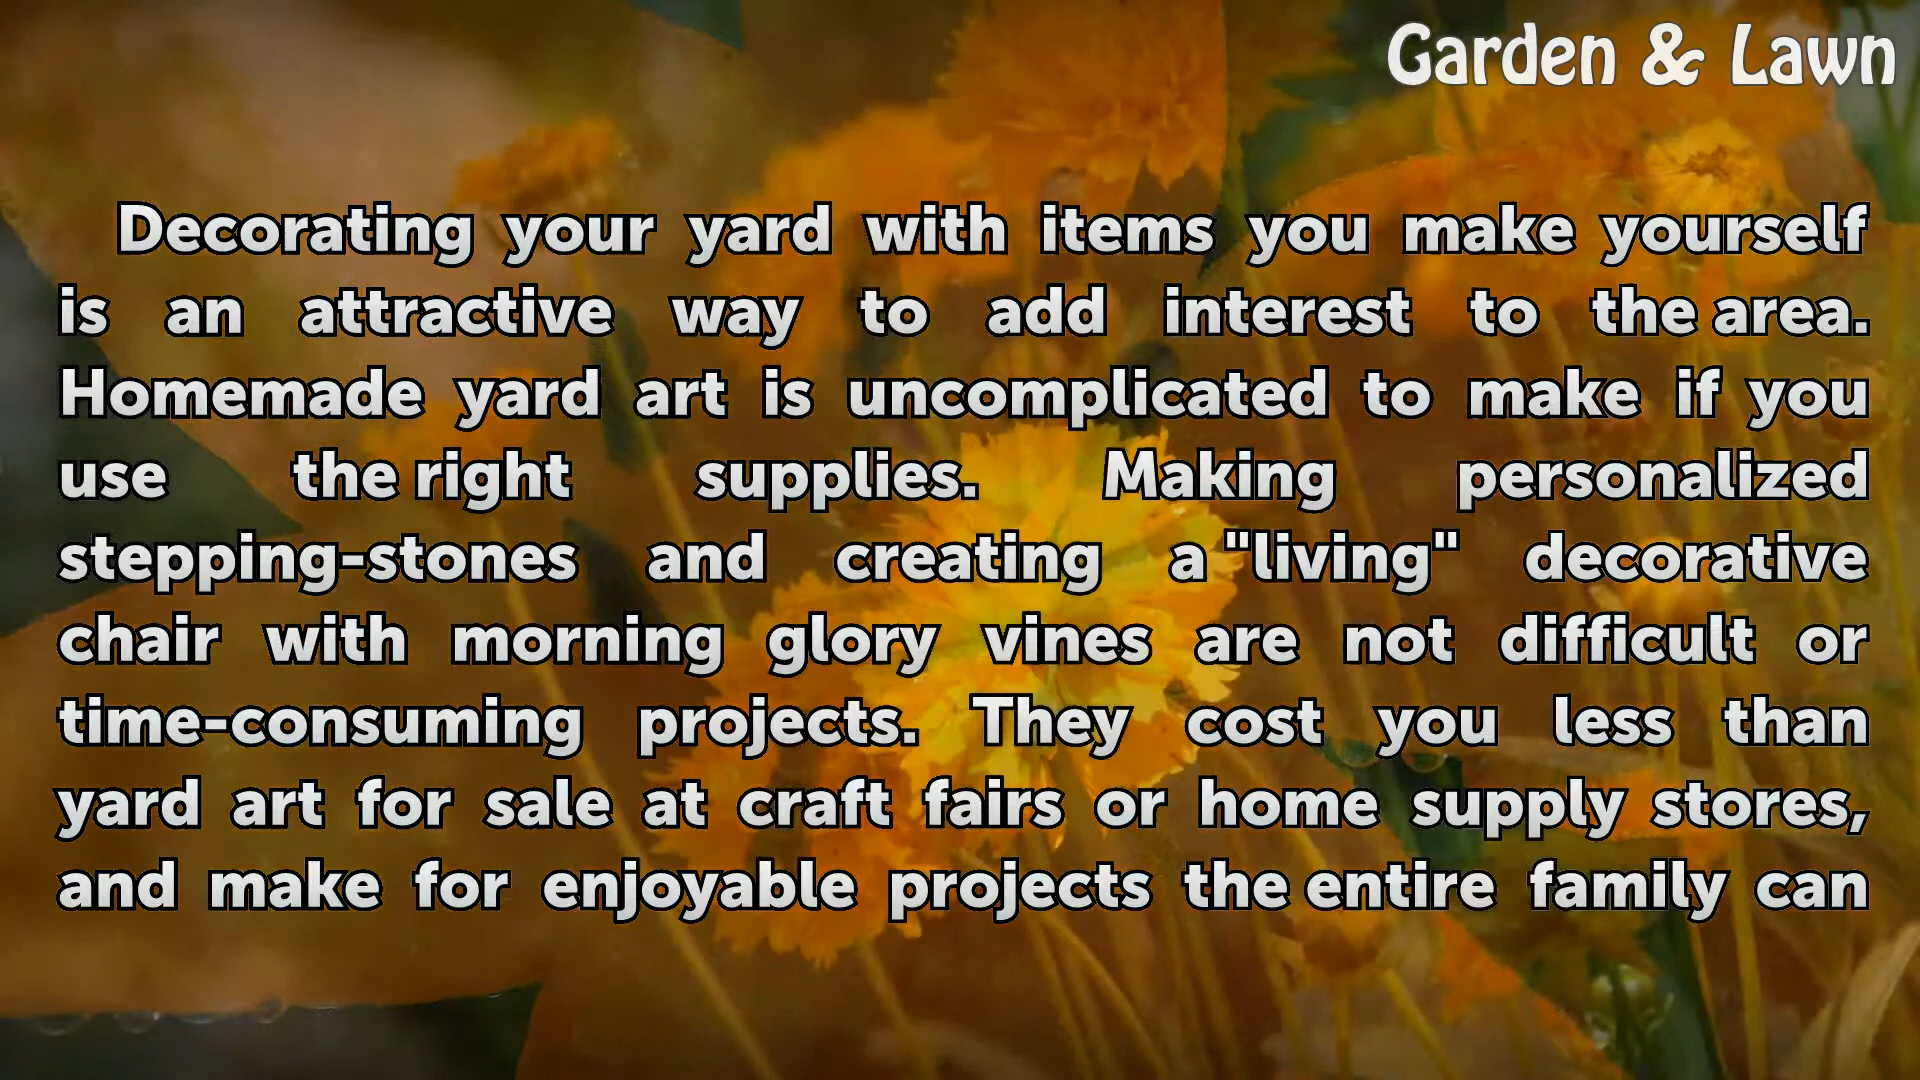 Garden & Lawn
Decorating your yard with items you make yourself
is an attractive way to add interest to the area.
Homemade yard art is uncomplicated to make if you
use the right supplies. Making personalized
stepping-stones and creating a "living" decorative
chair with morning glory vines are not difficult or
time-consuming projects. They cost you less than
yard art for sale at craft fairs or home supply stores,
and make for enjoyable projects the entire family can